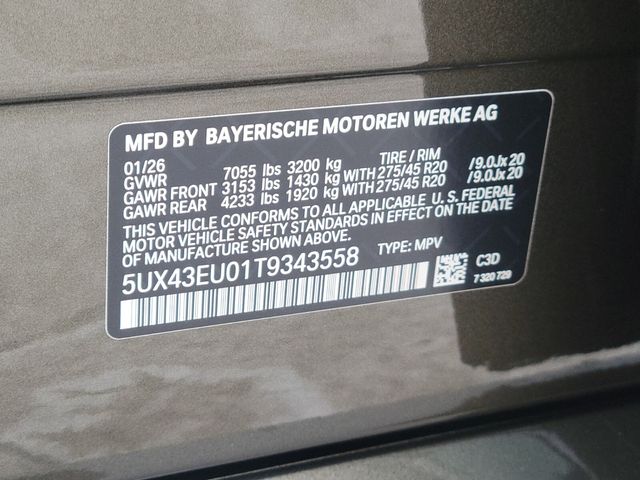 MFD BY BAYERISCHE MOTOREN WERKE AG
01/26 TIRE / RIM
GVWR 7055 lbs 3200 kg
GAWR FRONT 3153 lbs 1430 kg WITH 275/45 R20 /9.0Jx20
GAWR REAR 4233 lbs 1920 kg WITH 275/45 R20 /9.0Jx20
THIS VEHICLE CONFORMS TO ALL APPLICABLE U. S. FEDERAL
MOTOR VEHICLE SAFETY STANDARDS IN EFFECT ON THE DATE
OF MANUFACTURE SHOWN ABOVE.
5UX43EU01T9343558 TYPE: MPV C3D
7 320 729